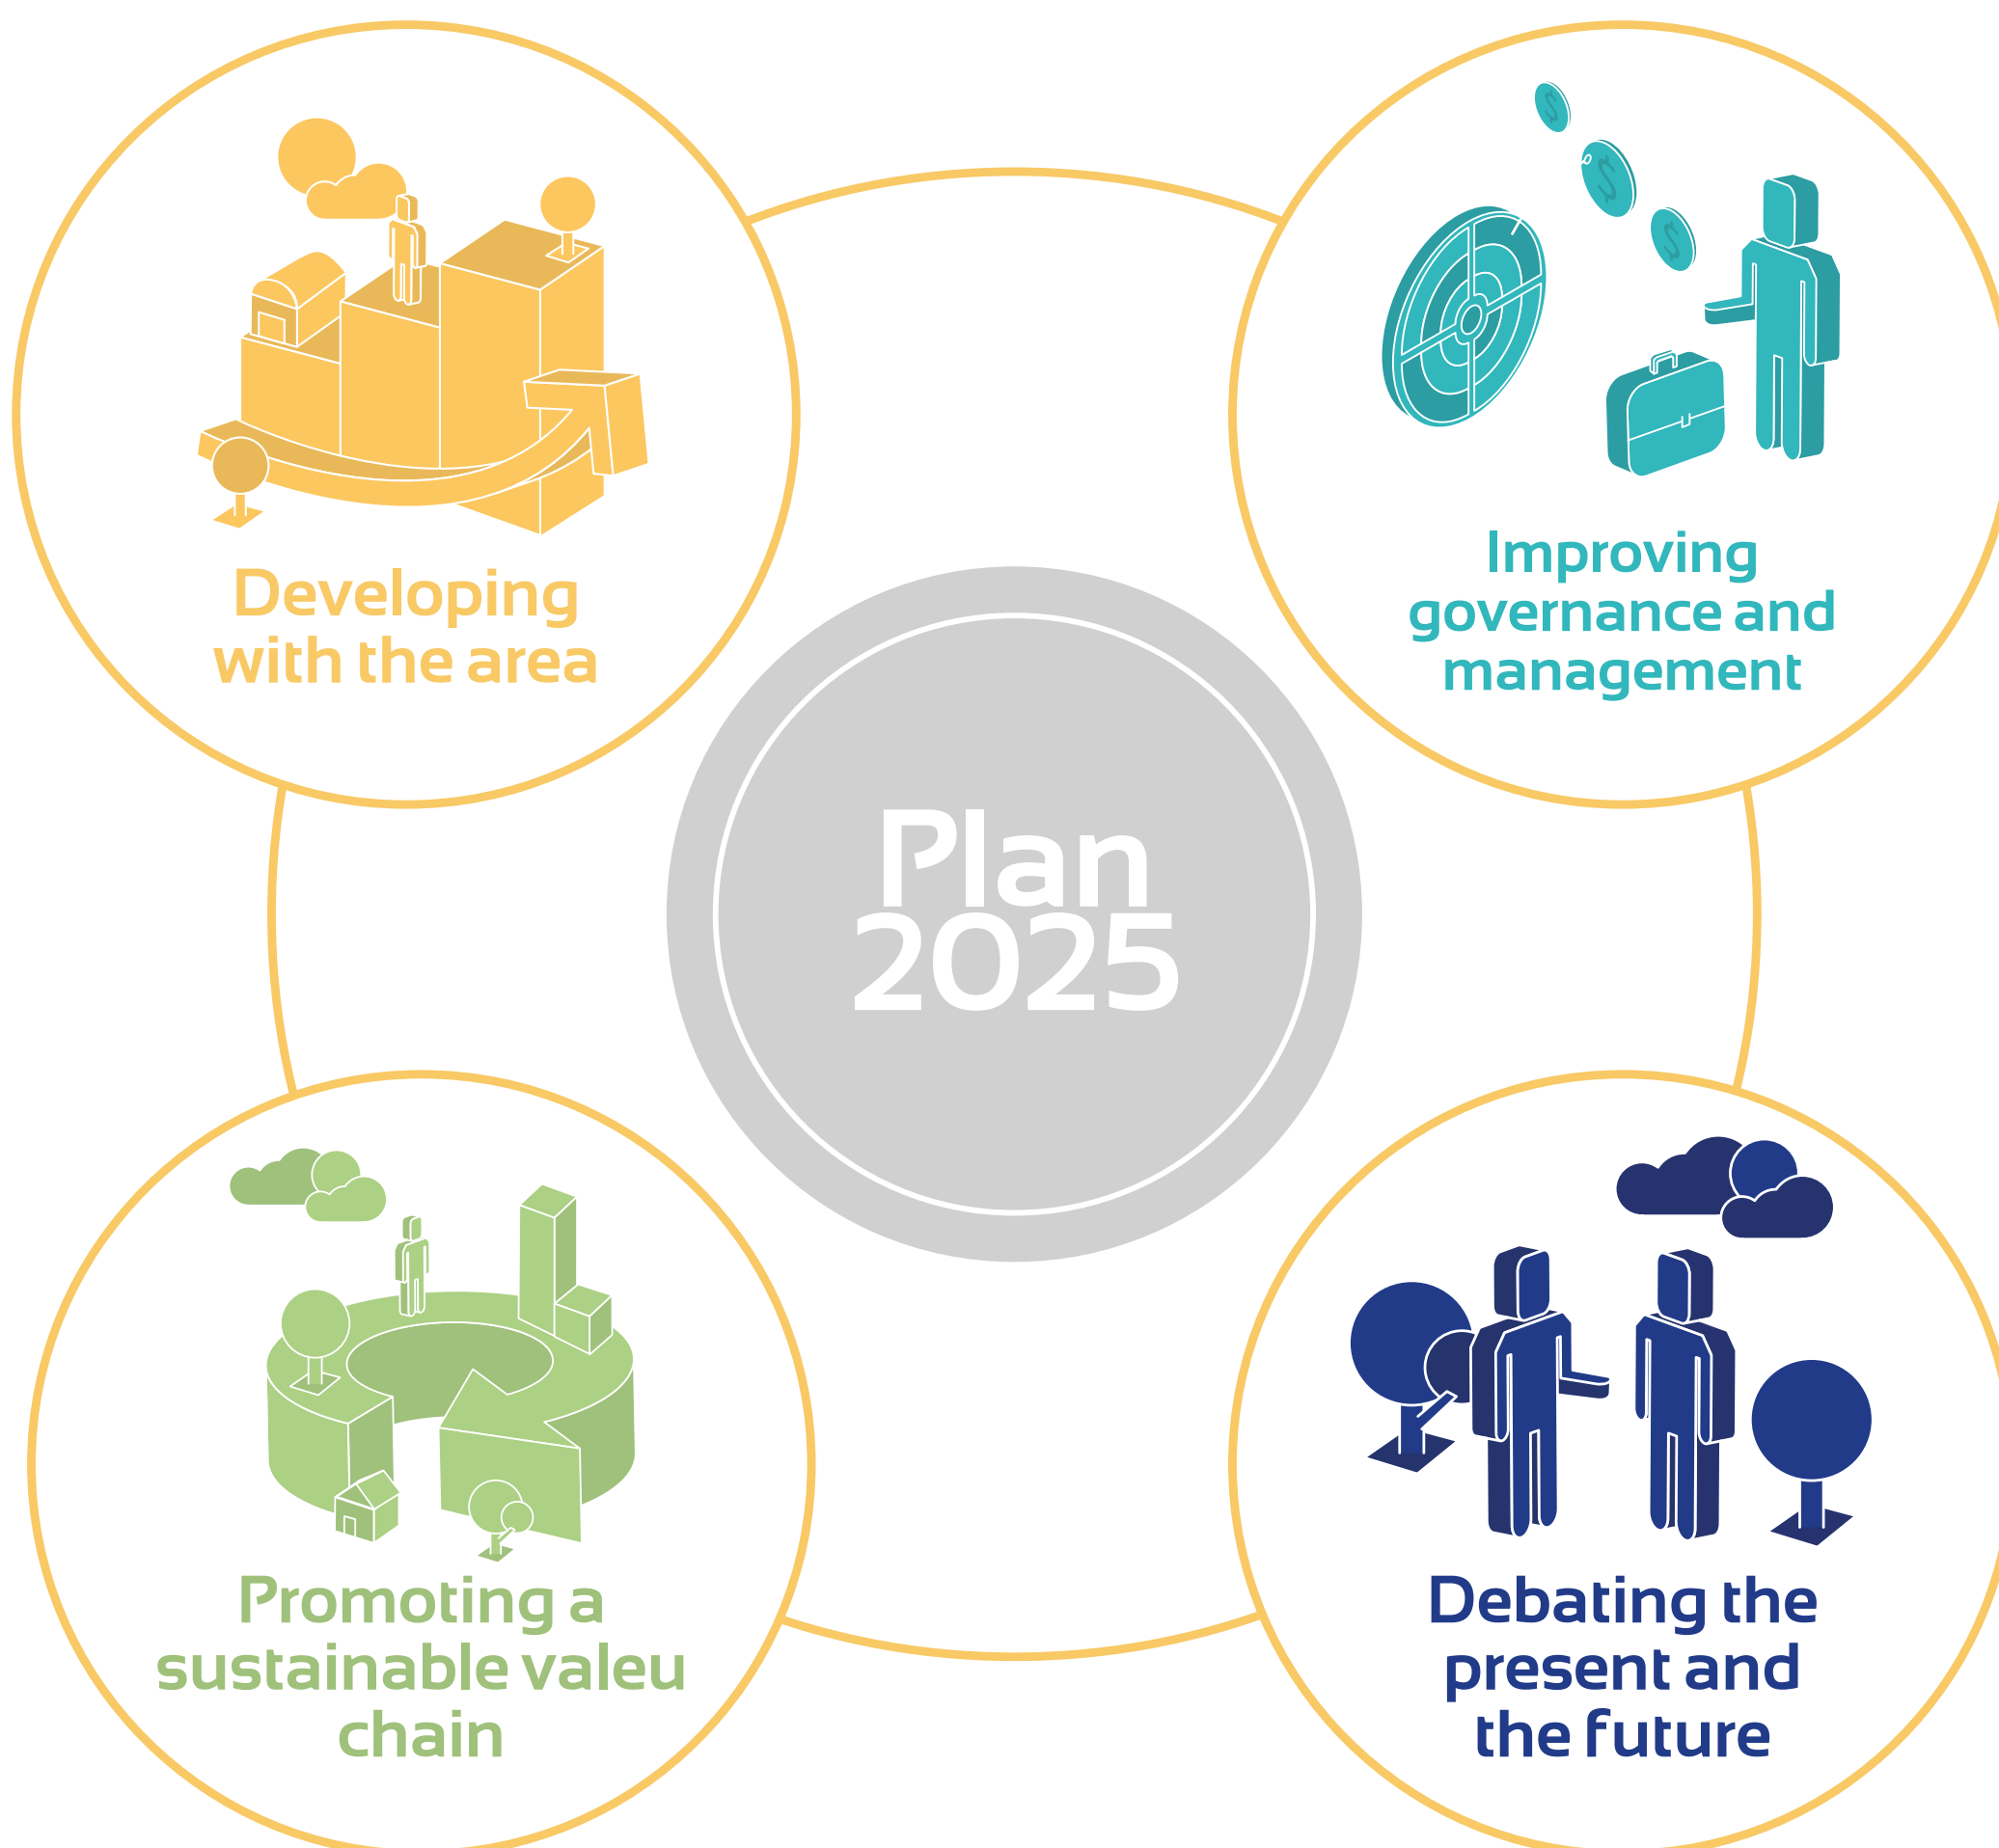 Developing
with the area
Improving
governance and
management
Plan
2025
Promoting a
sustainable valeu
chain
Debating the
present and
the future